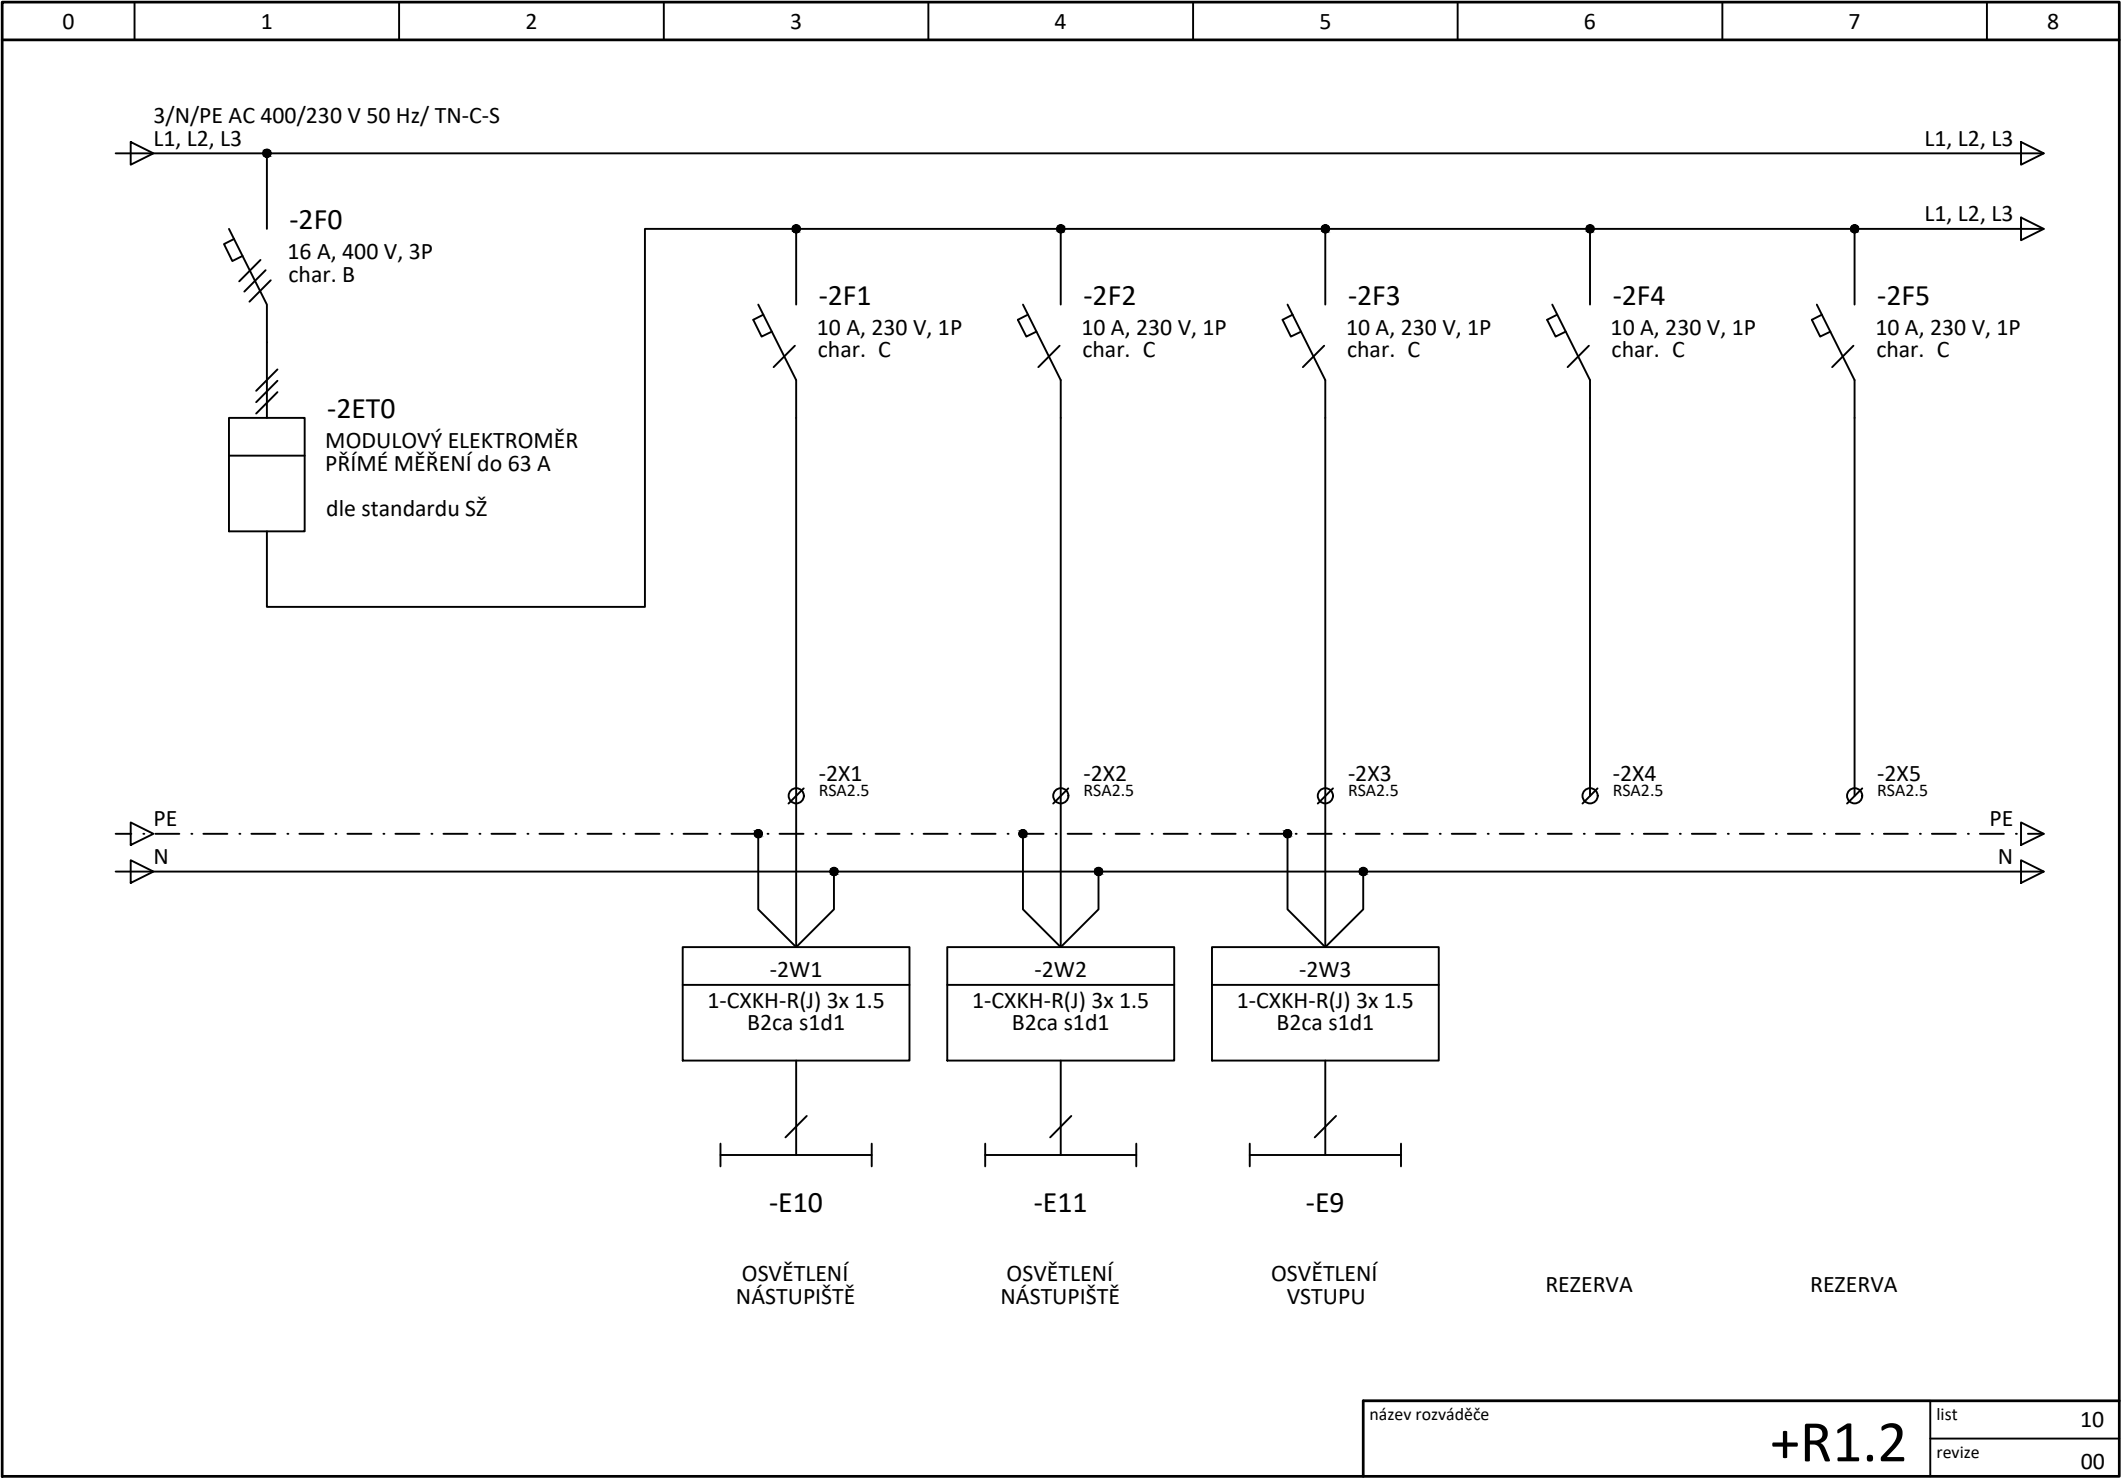 0 1 2 3 4 5 6 7 8
3/N/PE AC 400/230 V 50 Hz/ TN-C-S
L1, L2, L3
L1, L2, L3
L1, L2, L3
-2F0
16 A, 400 V, 3P
char. B
-2F1
10 A, 230 V, 1P
char. C
-2F2
10 A, 230 V, 1P
char. C
-2F3
10 A, 230 V, 1P
char. C
-2F4
10 A, 230 V, 1P
char. C
-2F5
10 A, 230 V, 1P
char. C
-2ET0
MODULOVÝ ELEKTROMĚR
PŘÍMÉ MĚŘENÍ do 63 A
dle standardu SŽ
-2X1
RSA2.5
-2X2
RSA2.5
-2X3
RSA2.5
-2X4
RSA2.5
-2X5
RSA2.5
PE
PE
N
N
-2W1
1-CXKH-R(J) 3x 1.5
B2ca s1d1
-2W2
1-CXKH-R(J) 3x 1.5
B2ca s1d1
-2W3
1-CXKH-R(J) 3x 1.5
B2ca s1d1
-E10
-E11
-E9
OSVĚTLENÍ
NÁSTUPIŠTĚ
OSVĚTLENÍ
NÁSTUPIŠTĚ
OSVĚTLENÍ
VSTUPU
REZERVA
REZERVA
název rozváděče
+R1.2
list 10
revize 00